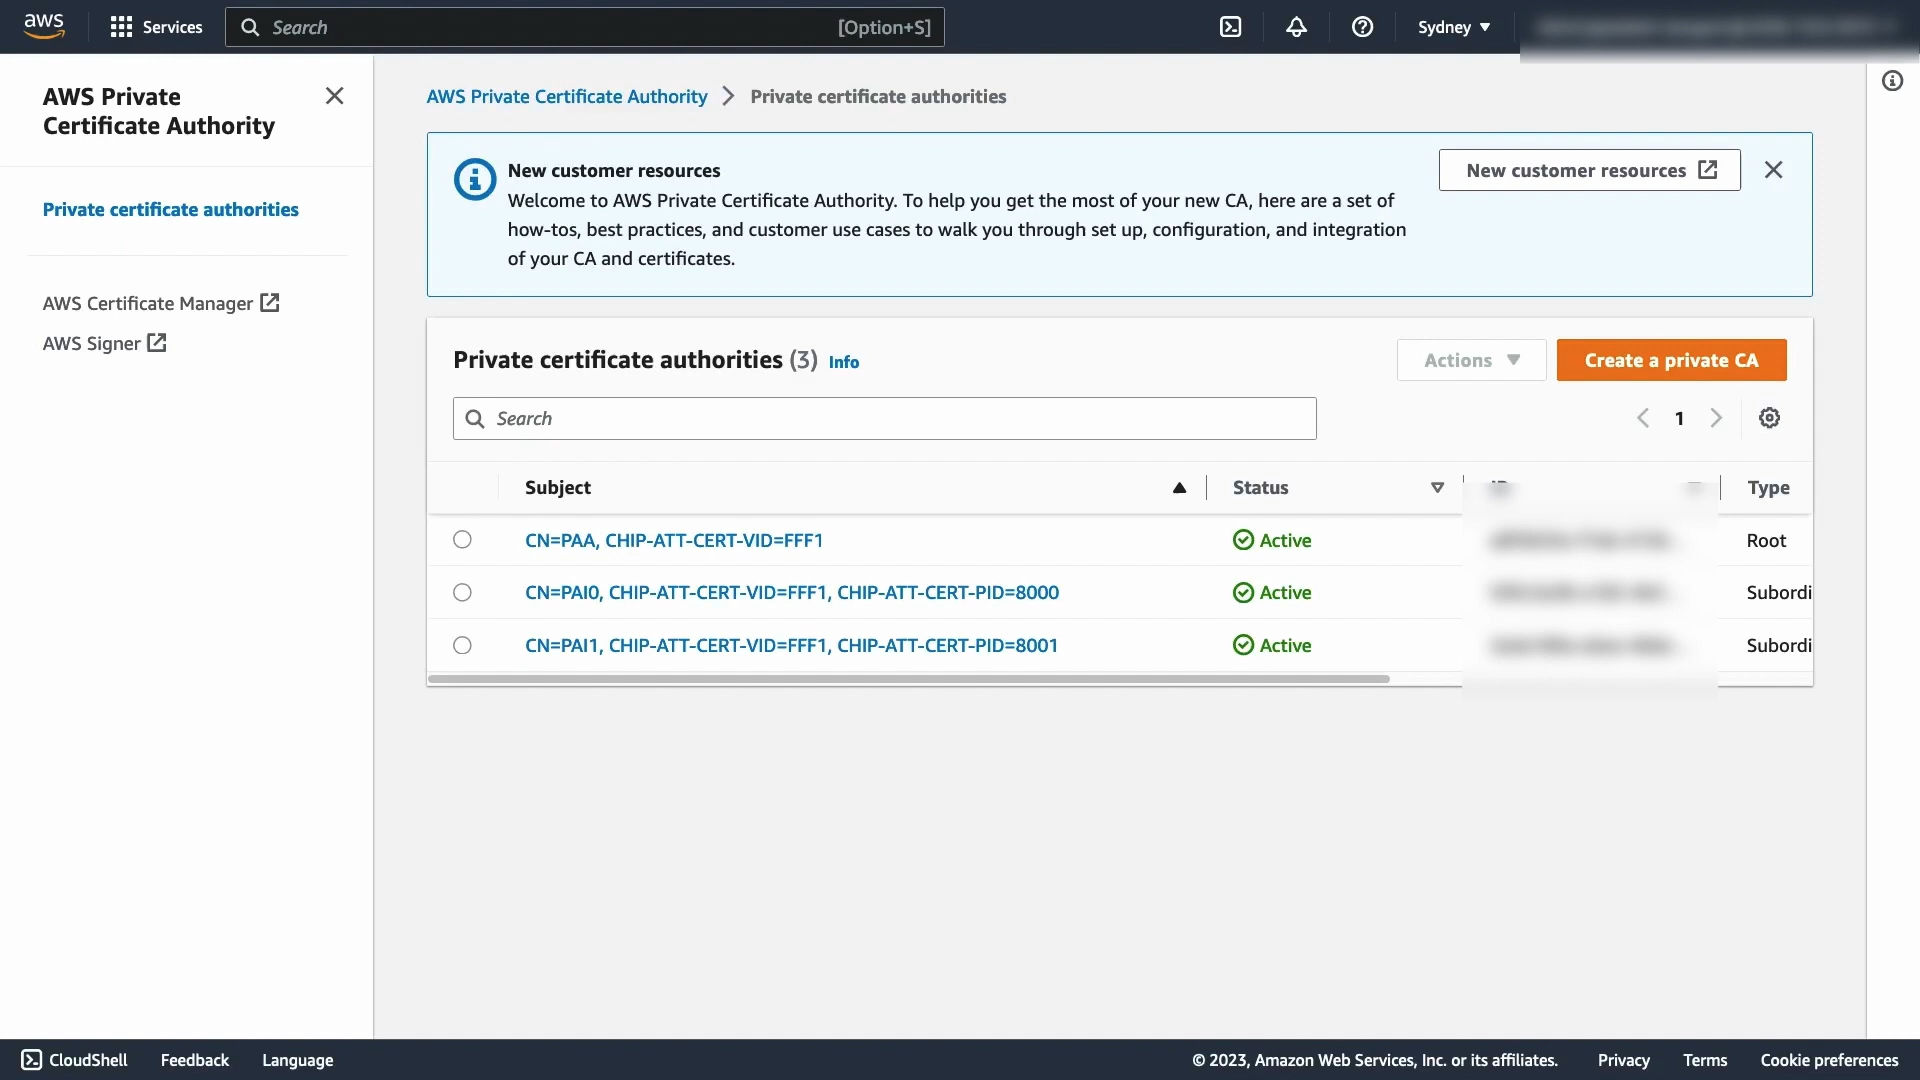 aws
Services
Search
[Option+S]
Sydney
AWS Private
Certificate Authority
Private certificate authorities
AWS Certificate Manager
AWS Signer
AWS Private Certificate Authority
Private certificate authorities
New customer resources
Welcome to AWS Private Certificate Authority. To help you get the most of your new CA, here are a set of
how-tos, best practices, and customer use cases to walk you through set up, configuration, and integration
of your CA and certificates.
New customer resources
Private certificate authorities (3) Info
Actions
Create a private CA
Search
1
Subject Status Type
CN=PAA, CHIP-ATT-CERT-VID=FFF1 Active Root
CN=PAI0, CHIP-ATT-CERT-VID=FFF1, CHIP-ATT-CERT-PID=8000 Active Subordi
CN=PAI1, CHIP-ATT-CERT-VID=FFF1, CHIP-ATT-CERT-PID=8001 Active Subordi
CloudShell Feedback Language © 2023, Amazon Web Services, Inc. or its affiliates. Privacy Terms Cookie preferences